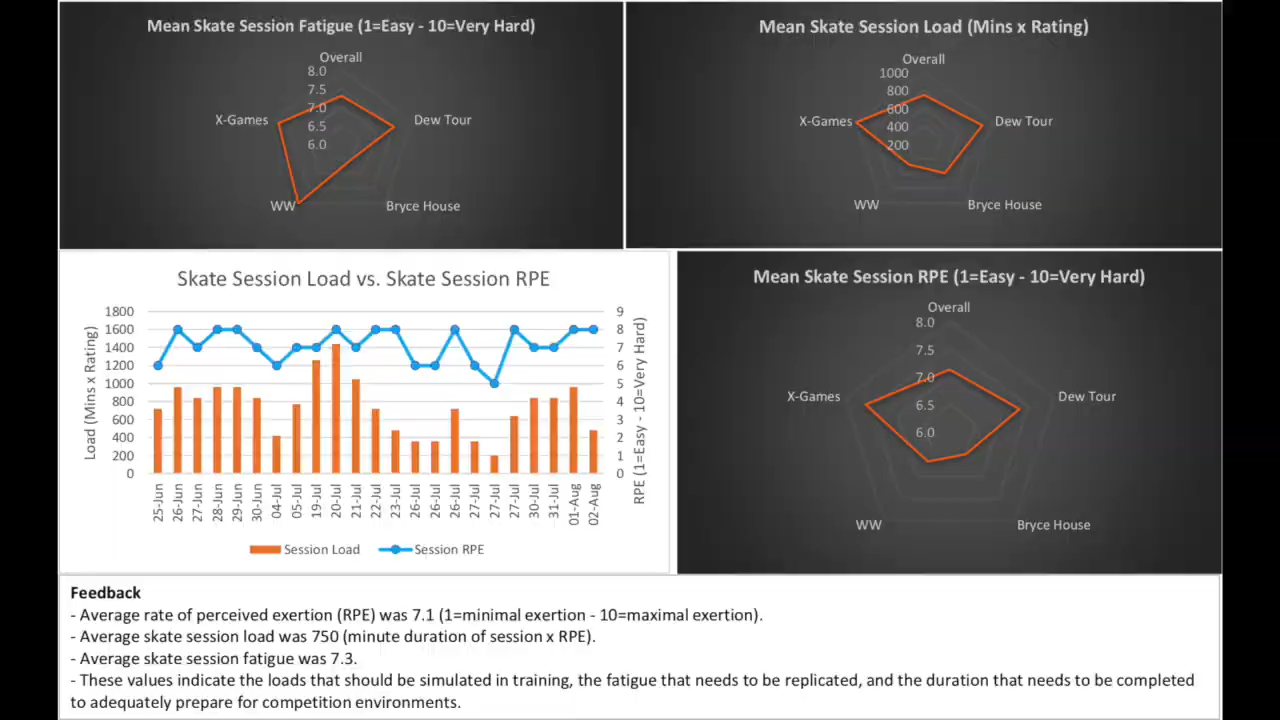 Mean Skate Session Fatigue (1=Easy - 10=Very Hard)
Overall
8.0
7.5
7.0
6.5
6.0
X-Games
Dew Tour
WW
Bryce House
Mean Skate Session Load (Mins x Rating)
Overall
1000
800
600
400
200
X-Games
Dew Tour
WW
Bryce House
Skate Session Load vs. Skate Session RPE
Load (Mins x Rating)
1800
1600
1400
1200
1000
800
600
400
200
0
9
8
7
6
5
4
3
2
1
0
RPE (1=Easy - 10=Very Hard)
25-Jun
26-Jun
27-Jun
28-Jun
29-Jun
30-Jun
04-Jul
05-Jul
19-Jul
20-Jul
21-Jul
22-Jul
23-Jul
26-Jul
26-Jul
26-Jul
27-Jul
27-Jul
27-Jul
30-Jul
31-Jul
01-Aug
02-Aug
Session Load
Session RPE
Mean Skate Session RPE (1=Easy - 10=Very Hard)
Overall
8.0
7.5
7.0
6.5
6.0
X-Games
Dew Tour
WW
Bryce House
Feedback
- Average rate of perceived exertion (RPE) was 7.1 (1=minimal exertion - 10=maximal exertion).
- Average skate session load was 750 (minute duration of session x RPE).
- Average skate session fatigue was 7.3.
- These values indicate the loads that should be simulated in training, the fatigue that needs to be replicated, and the duration that needs to be completed
to adequately prepare for competition environments.